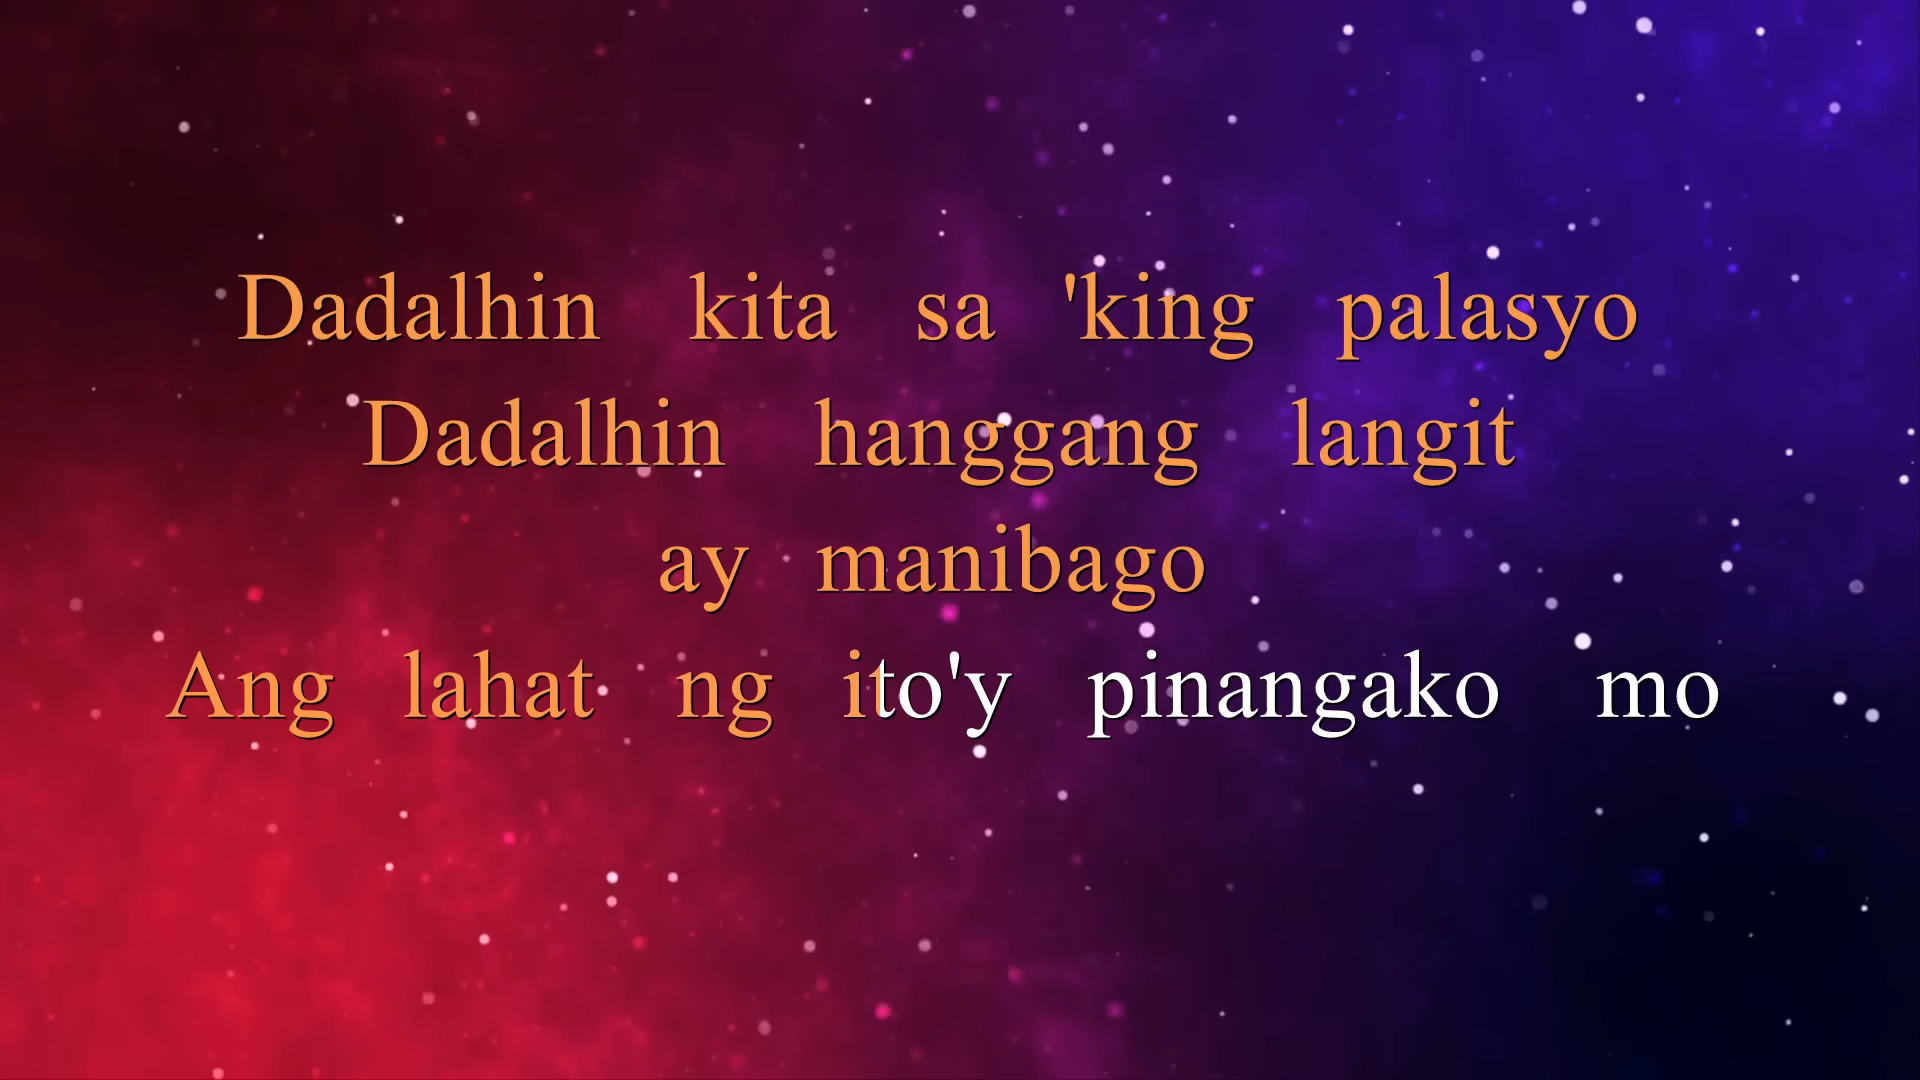 Dadalhin kita sa 'king palasyo
Dadalhin hanggang langit
ay manibago
Ang lahat ng ito'y pinangako mo